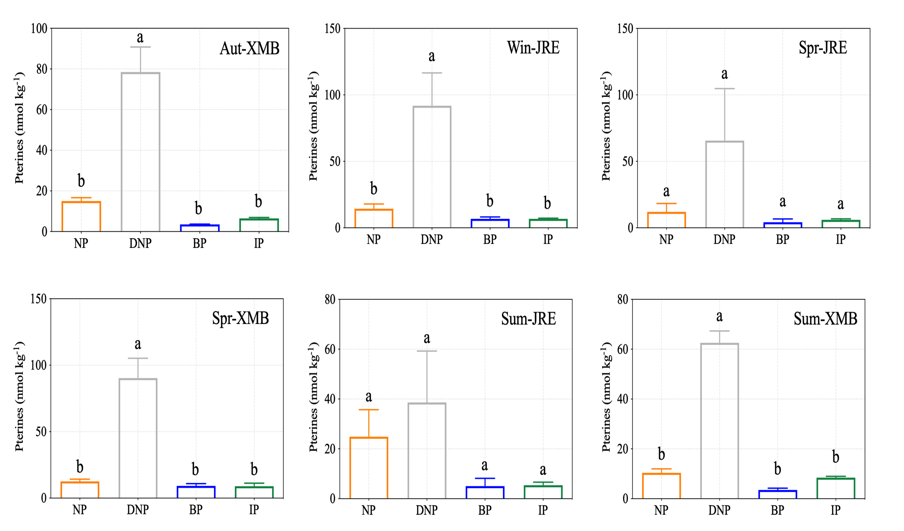 Aut-XMB
Pterines (nmol kg⁻¹)
100
80
60
40
20
0
b
a
b
b
NP DNP BP IP
Win-JRE
Pterines (nmol kg⁻¹)
150
100
50
0
b
a
b
b
NP DNP BP IP
Spr-JRE
Pterines (nmol kg⁻¹)
150
100
50
0
a
a
a
a
NP DNP BP IP
Spr-XMB
Pterines (nmol kg⁻¹)
150
100
50
0
b
a
b
b
NP DNP BP IP
Sum-JRE
Pterines (nmol kg⁻¹)
80
60
40
20
0
a
a
a
a
NP DNP BP IP
Sum-XMB
Pterines (nmol kg⁻¹)
80
60
40
20
0
b
a
b
b
NP DNP BP IP